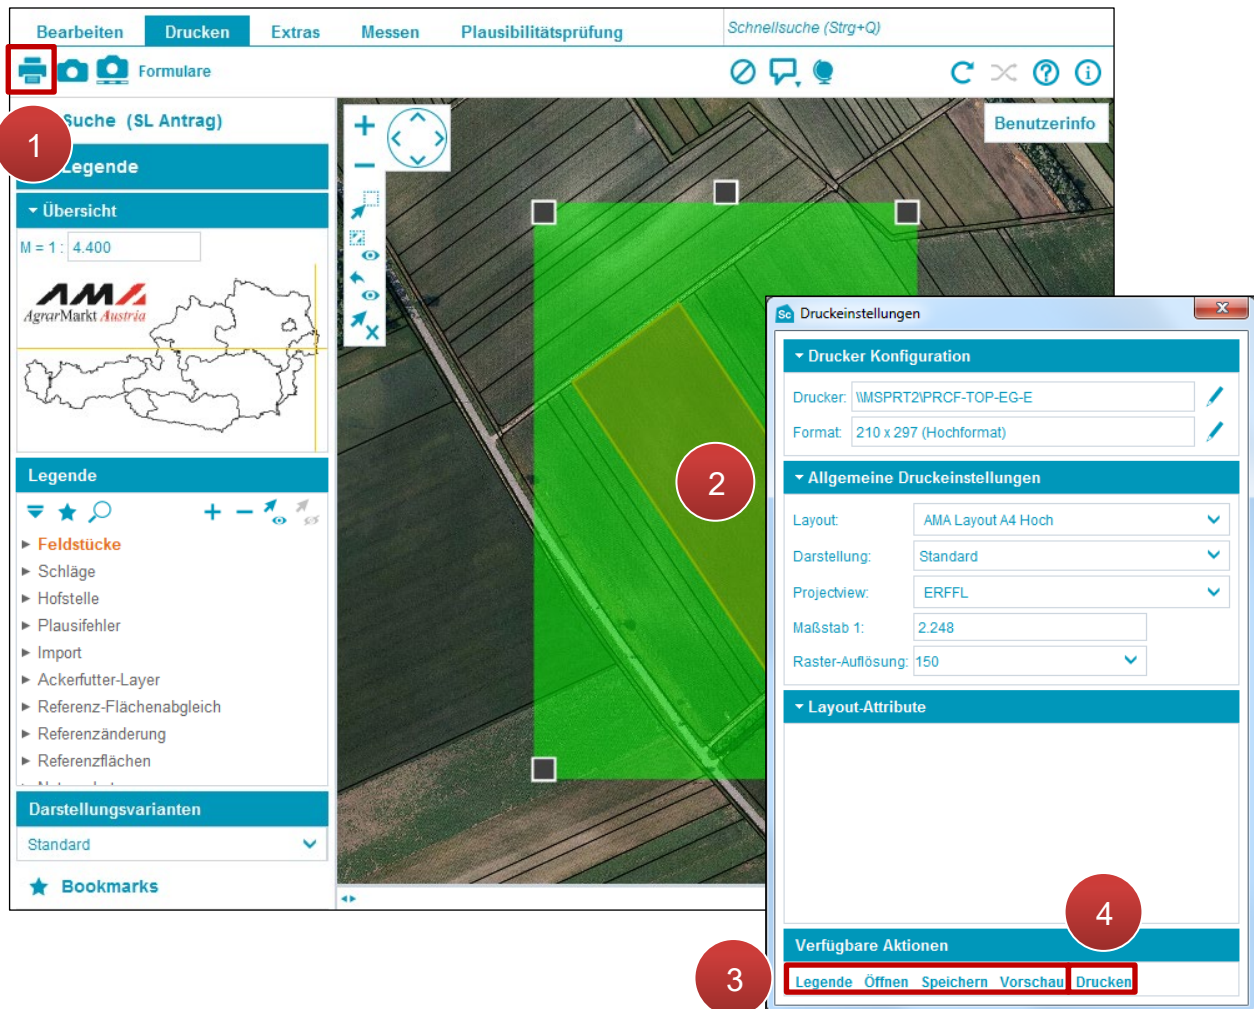 Bearbeiten Drucken Extras Messen Plausibilitätsprüfung Schnellsuche (Strg+Q)
Formulare
1
Suche (SL Antrag)
Legende
Benutzerinfo
Übersicht
M = 1 : 4.400
AMA
AgrarMarkt Austria
Legende
Feldstücke
Schläge
Hofstelle
Plausifehler
Import
Ackerfutter-Layer
Referenz-Flächenabgleich
Referenzänderung
Referenzflächen
Darstellungsvarianten
Standard
Bookmarks
2
Sc Druckeinstellungen
Drucker Konfiguration
Drucker: \\MSPRT2\PRCF-TOP-EG-E
Format: 210 x 297 (Hochformat)
Allgemeine Druckeinstellungen
Layout: AMA Layout A4 Hoch
Darstellung: Standard
Projectview: ERFFL
Maßstab 1: 2.248
Raster-Auflösung: 150
Layout-Attribute
4
Verfügbare Aktionen
3
Legende Öffnen Speichern Vorschau Drucken